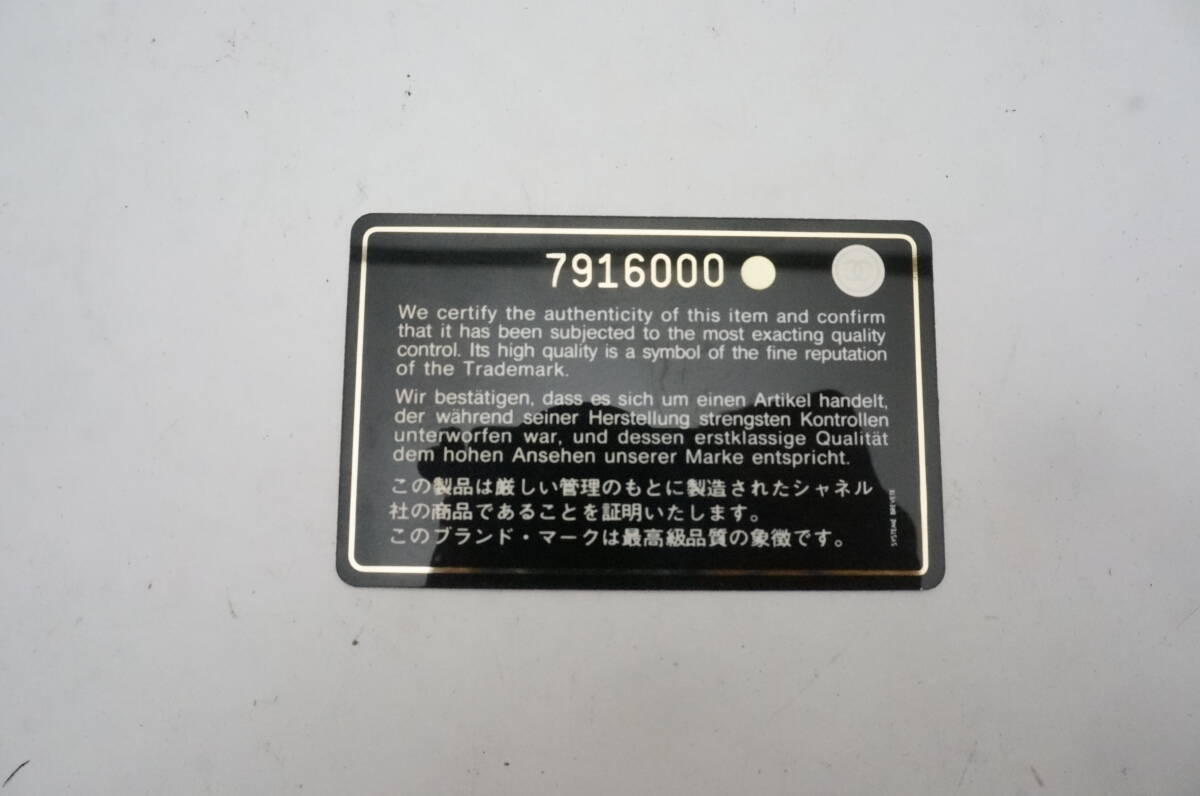 7916000
We certify the authenticity of this item and confirm
that it has been subjected to the most exacting quality
control. Its high quality is a symbol of the fine reputation
of the Trademark.
Wir bestätigen, dass es sich um einen Artikel handelt,
der während seiner Herstellung strengsten Kontrollen
unterworfen war, und dessen erstklassige Qualität
dem hohen Ansehen unserer Marke entspricht.
この製品は厳しい管理のもとに製造されたシャネル
社の商品であることを証明いたします。
このブランド・マークは最高級品質の象徴です。
SYSTEME BREVETE